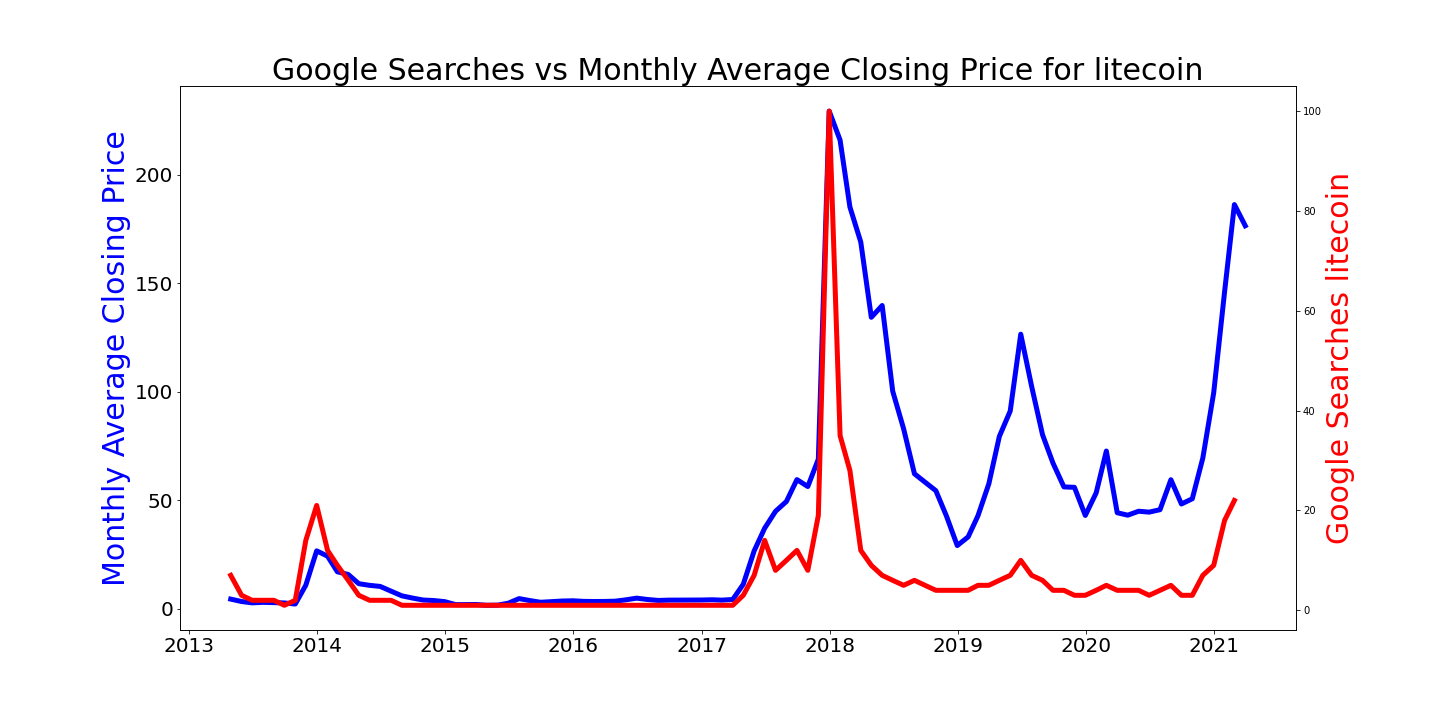 Google Searches vs Monthly Average Closing Price for litecoin
Monthly Average Closing Price
200
150
100
50
0
100
80
60
40
20
0
Google Searches litecoin
2013 2014 2015 2016 2017 2018 2019 2020 2021